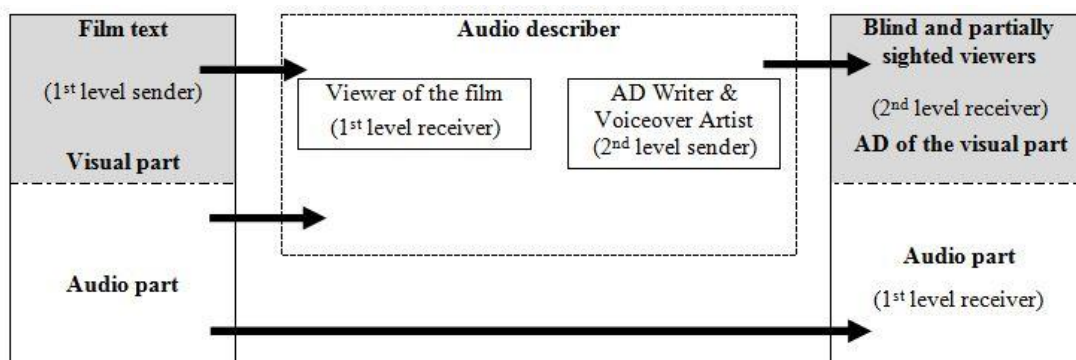 Film text
(1st level sender)
Visual part
Audio part
Audio describer
Viewer of the film
(1st level receiver)
AD Writer &
Voiceover Artist
(2nd level sender)
Blind and partially
sighted viewers
(2nd level receiver)
AD of the visual part
Audio part
(1st level receiver)